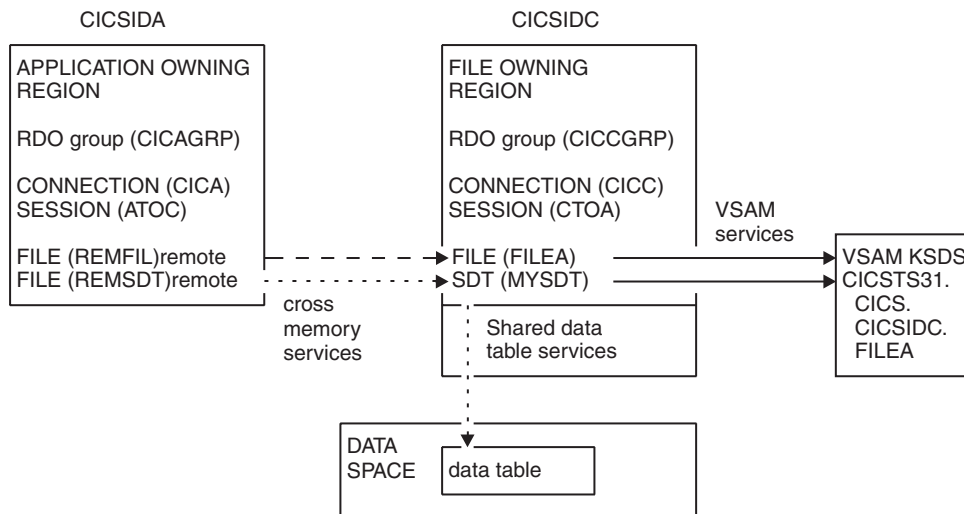 CICSIDA
CICSIDC
APPLICATION OWNING
REGION
RDO group (CICAGRP)
CONNECTION (CICA)
SESSION (ATOC)
FILE (REMFIL)remote
FILE (REMSDT)remote
cross
memory
services
FILE OWNING
REGION
RDO group (CICCGRP)
CONNECTION (CICC)
SESSION (CTOA)
FILE (FILEA)
SDT (MYSDT)
Shared data
table services
VSAM
services
VSAM KSDS
CICSTS31.
CICS.
CICSIDC.
FILEA
DATA
SPACE
data table